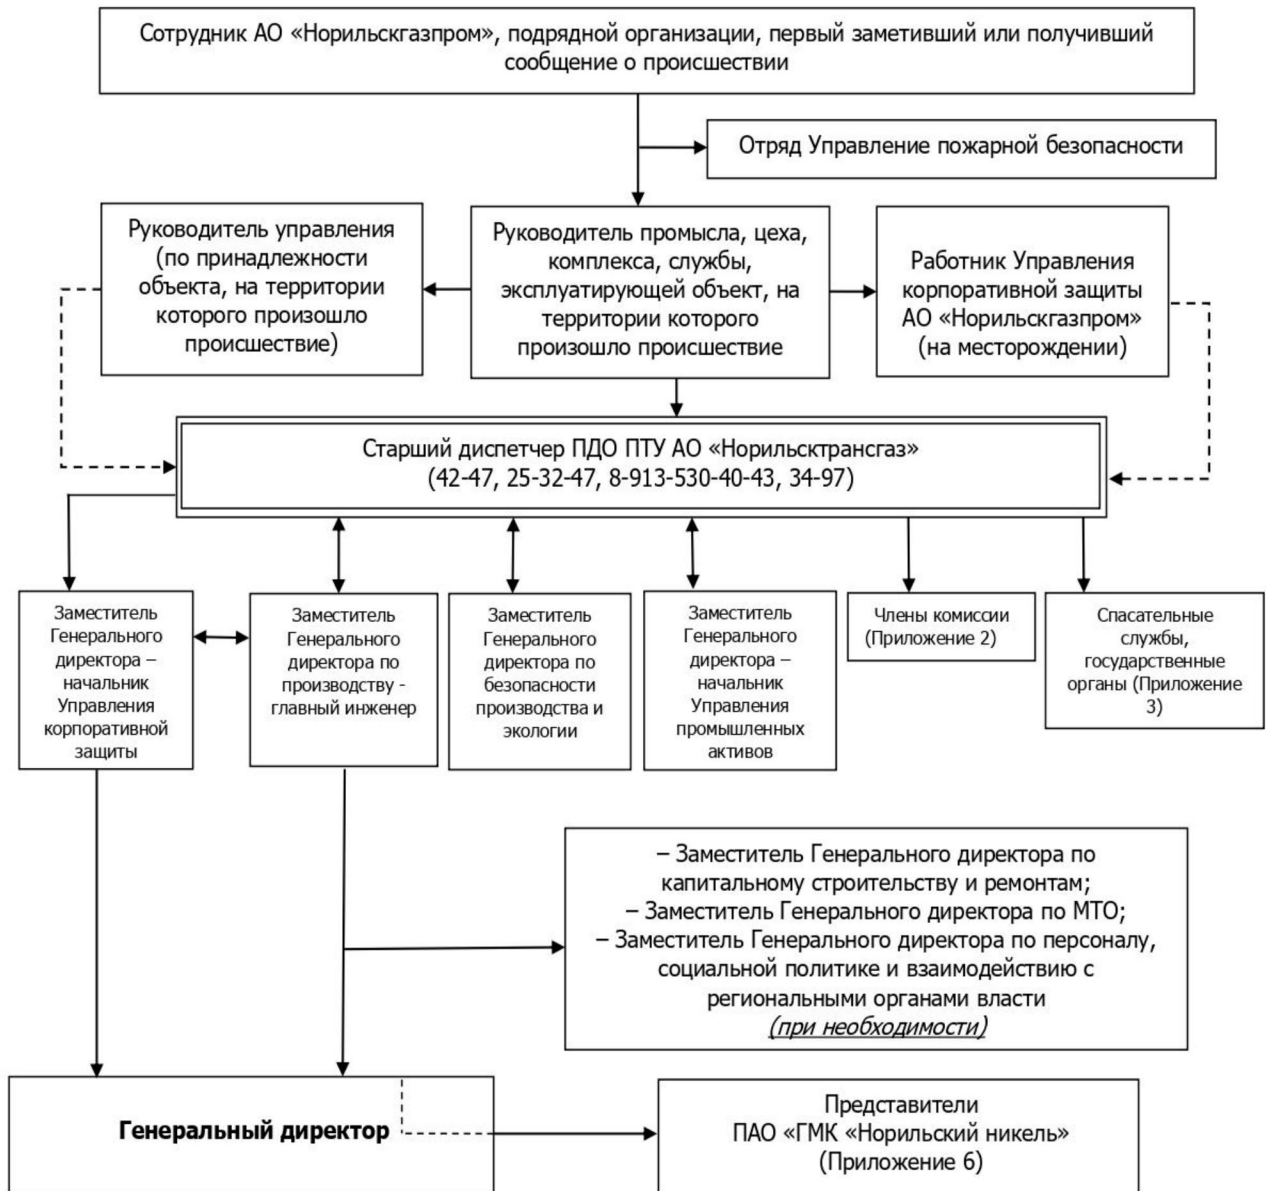 Сотрудник АО «Норильскгазпром», подрядной организации, первый заметивший или получивший
сообщение о происшествии
Отряд Управление пожарной безопасности
Руководитель управления
(по принадлежности
объекта, на территории
которого произошло
происшествие)
Руководитель промысла, цеха,
комплекса, службы,
эксплуатирующей объект, на
территории которого
произошло происшествие
Работник Управления
корпоративной защиты
АО «Норильскгазпром»
(на месторождении)
Старший диспетчер ПДО ПТУ АО «Норильсктрансгаз»
(42-47, 25-32-47, 8-913-530-40-43, 34-97)
Заместитель
Генерального
директора –
начальник
Управления
корпоративной
защиты
Заместитель
Генерального
директора по
производству -
главный инженер
Заместитель
Генерального
директора по
безопасности
производства и
экологии
Заместитель
Генерального
директора –
начальник
Управления
промышленных
активов
Члены комиссии
(Приложение 2)
Спасательные
службы,
государственные
органы (Приложение
3)
– Заместитель Генерального директора по
капитальному строительству и ремонтам;
– Заместитель Генерального директора по МТО;
– Заместитель Генерального директора по персоналу,
социальной политике и взаимодействию с
региональными органами власти
(при необходимости)
Генеральный директор
Представители
ПАО «ГМК «Норильский никель»
(Приложение 6)